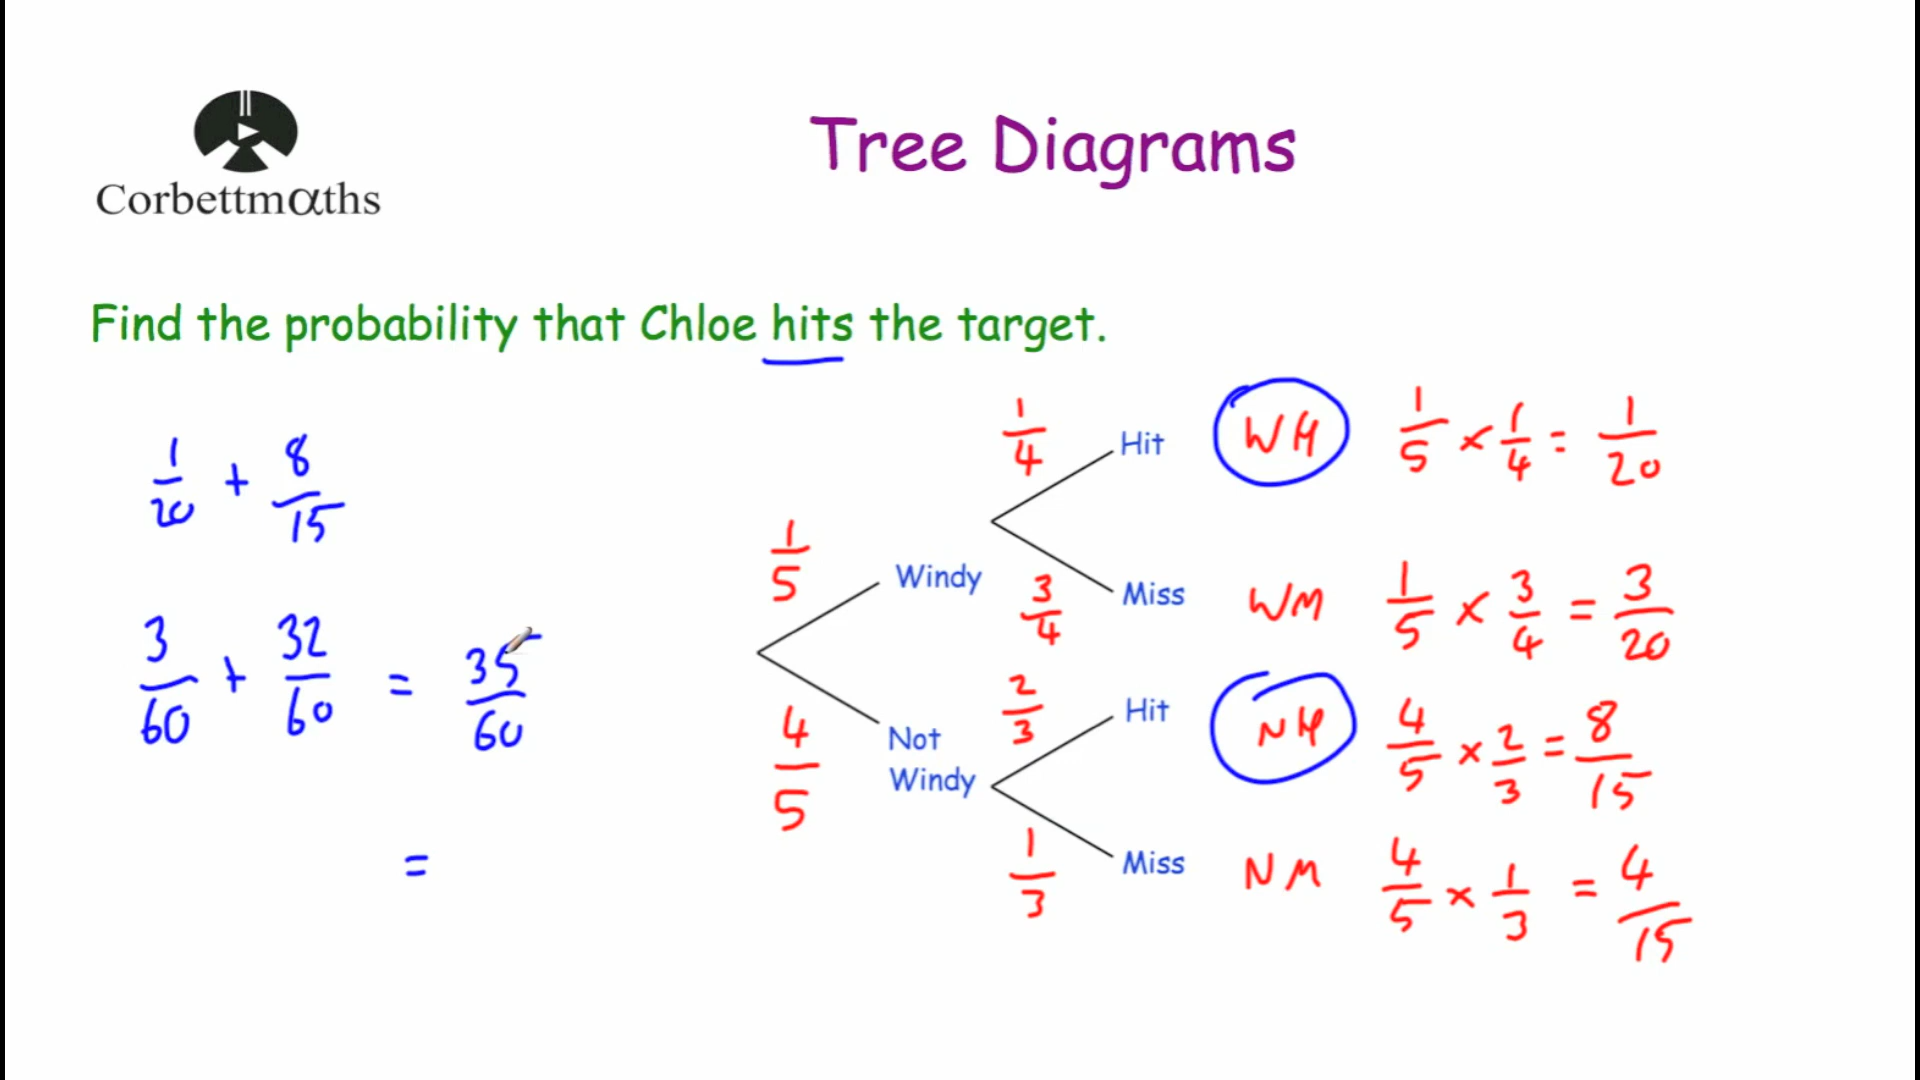 Corbettmαths
Tree Diagrams
Find the probability that Chloe hits the target.
1/20 + 8/15
3/60 + 32/60 = 35/60
=
1/5
Windy
4/5
Not
Windy
1/4
Hit
3/4
Miss
2/3
Hit
1/3
Miss
WH 1/5 × 1/4 = 1/20
WM 1/5 × 3/4 = 3/20
NH 4/5 × 2/3 = 8/15
NM 4/5 × 1/3 = 4/15